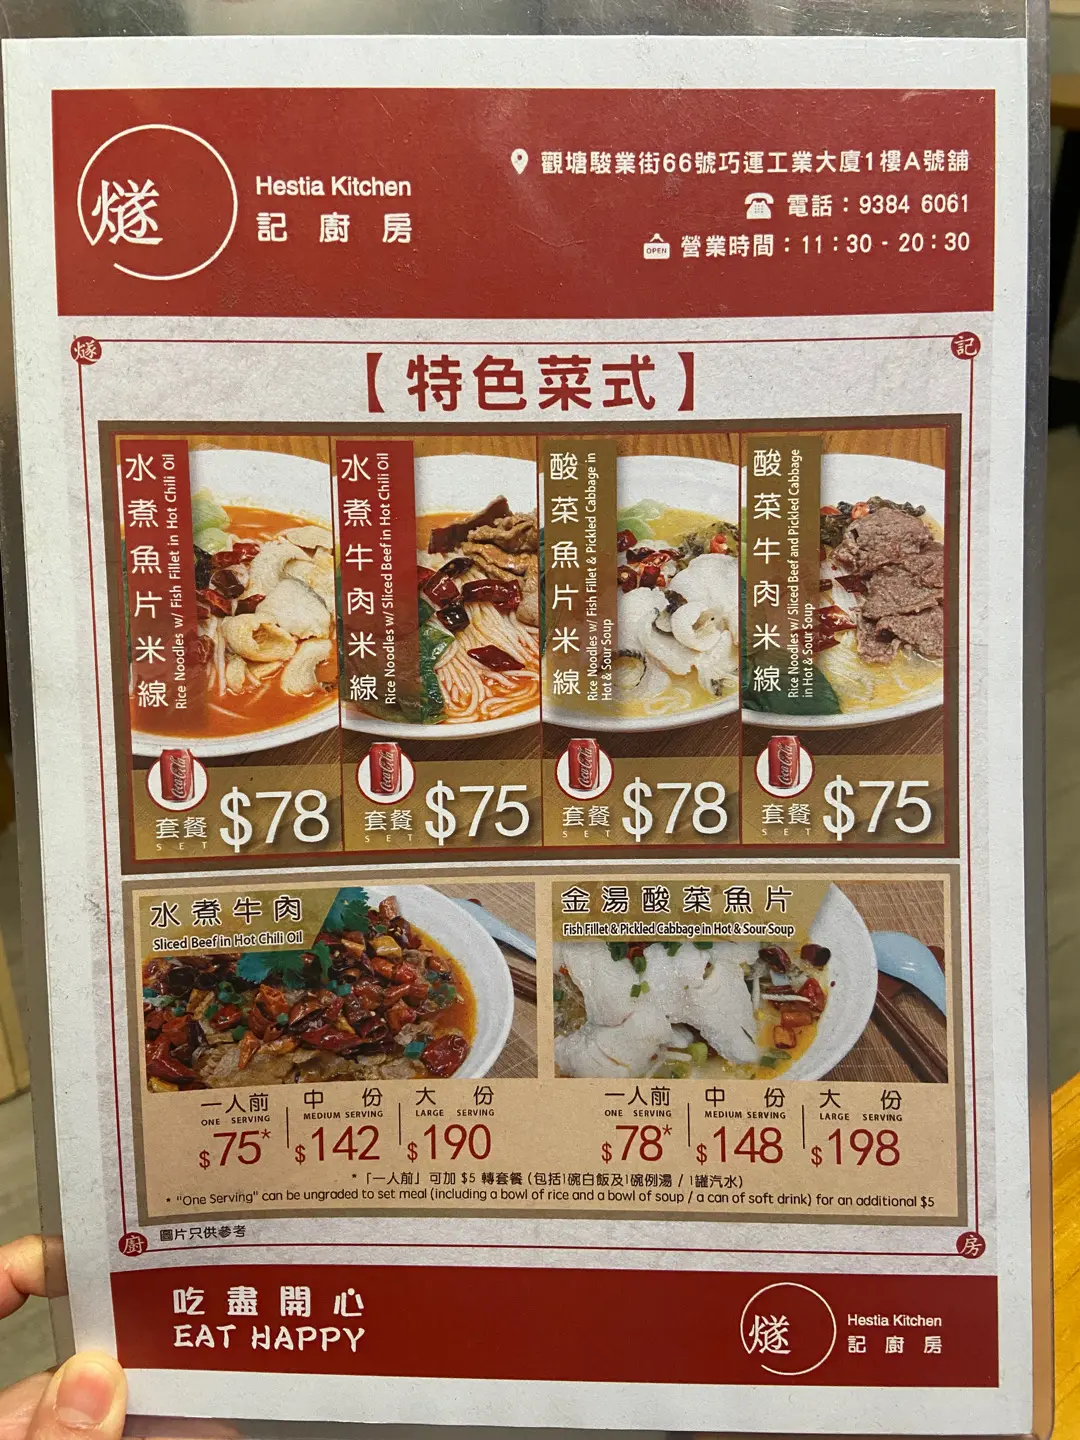 燧
Hestia Kitchen
記廚房
觀塘駿業街66號巧運工業大廈1樓A號舖
電話：9384 6061
OPEN 營業時間：11：30 - 20：30
燧
記
【特色菜式】
水煮魚片米線
Rice Noodles w/ Fish Fillet in Hot Chili Oil
水煮牛肉米線
Rice Noodles w/ Sliced Beef in Hot Chili Oil
酸菜魚片米線
Rice Noodles w/ Fish Fillet & Pickled Cabbage in
Hot & Sour Soup
酸菜牛肉米線
Rice Noodles w/ Sliced Beef and Pickled Cabbage
in Hot & Sour Soup
Coca-Cola
套餐
SET
$78
Coca-Cola
套餐
SET
$75
Coca-Cola
套餐
SET
$78
Coca-Cola
套餐
SET
$75
水煮牛肉
Sliced Beef in Hot Chili Oil
一人前
ONE SERVING
$75*
中份
MEDIUM SERVING
$142
大份
LARGE SERVING
$190
金湯酸菜魚片
Fish Fillet & Pickled Cabbage in Hot & Sour Soup
一人前
ONE SERVING
$78*
中份
MEDIUM SERVING
$148
大份
LARGE SERVING
$198
*「一人前」可加 $5 轉套餐 (包括1碗白飯及1碗例湯 / 1罐汽水)
* "One Serving" can be ungraded to set meal (including a bowl of rice and a bowl of soup / a can of soft drink) for an additional $5
圖片只供參考
廚
房
吃盡開心
EAT HAPPY
燧
Hestia Kitchen
記廚房